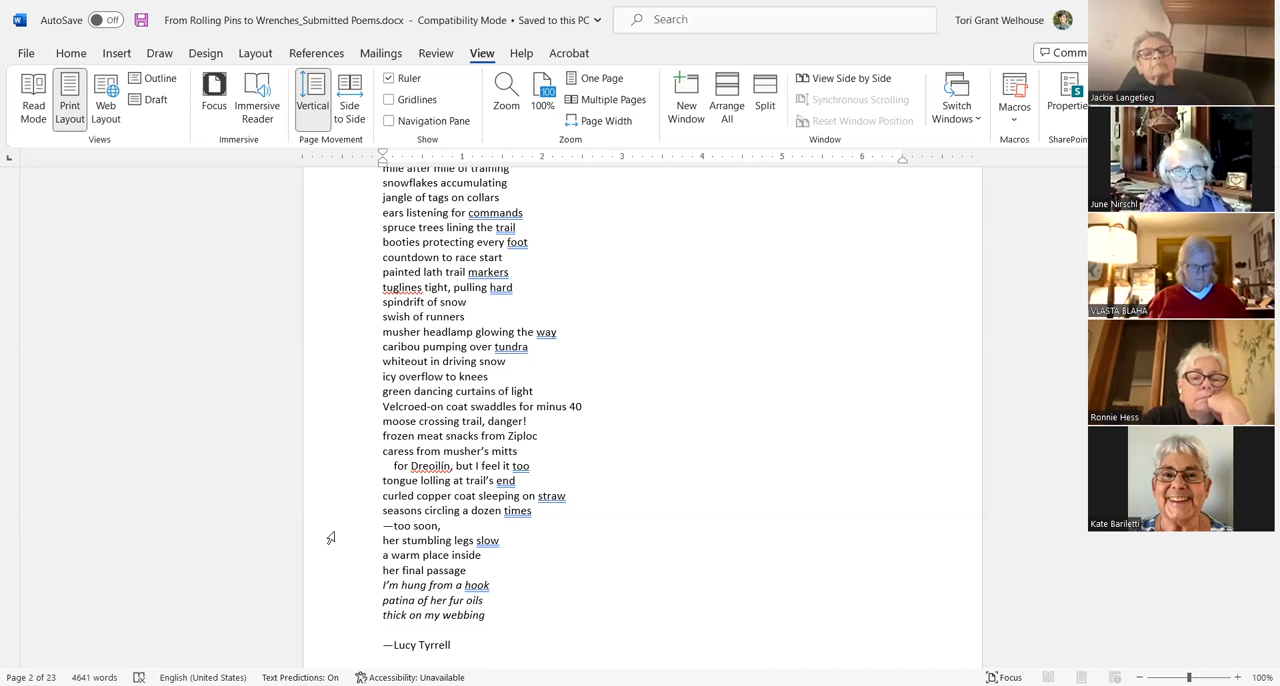 AutoSave Off From Rolling Pins to Wrenches_Submitted Poems.docx - Compatibility Mode • Saved to this PC Search Tori Grant Welhouse
File Home Insert Draw Design Layout References Mailings Review View Help Acrobat Comm
Read Mode Print Layout Web Layout Outline Draft
Views
Focus Immersive Reader
Immersive
Vertical Side to Side
Page Movement
Ruler
Gridlines
Navigation Pane
Show
Zoom 100% One Page Multiple Pages Page Width
Zoom
New Window Arrange All Split View Side by Side Synchronous Scrolling Reset Window Position Switch Windows
Window
Macros
Macros
Properties
SharePoin
1 2 3 4 5 6
mile after mile of training
snowflakes accumulating
jangle of tags on collars
ears listening for commands
spruce trees lining the trail
booties protecting every foot
countdown to race start
painted lath trail markers
tuglines tight, pulling hard
spindrift of snow
swish of runners
musher headlamp glowing the way
caribou pumping over tundra
whiteout in driving snow
icy overflow to knees
green dancing curtains of light
Velcroed-on coat swaddles for minus 40
moose crossing trail, danger!
frozen meat snacks from Ziploc
caress from musher's mitts
for Dreoilín, but I feel it too
tongue lolling at trail's end
curled copper coat sleeping on straw
seasons circling a dozen times
—too soon,
her stumbling legs slow
a warm place inside
her final passage
I'm hung from a hook
patina of her fur oils
thick on my webbing
—Lucy Tyrrell
Page 2 of 23 4641 words English (United States) Text Predictions: On Accessibility: Unavailable Focus 100%
Jackie Langetieg
June Nirschl
VLASTA BLAHA
Ronnie Hess
Kate Bariletti